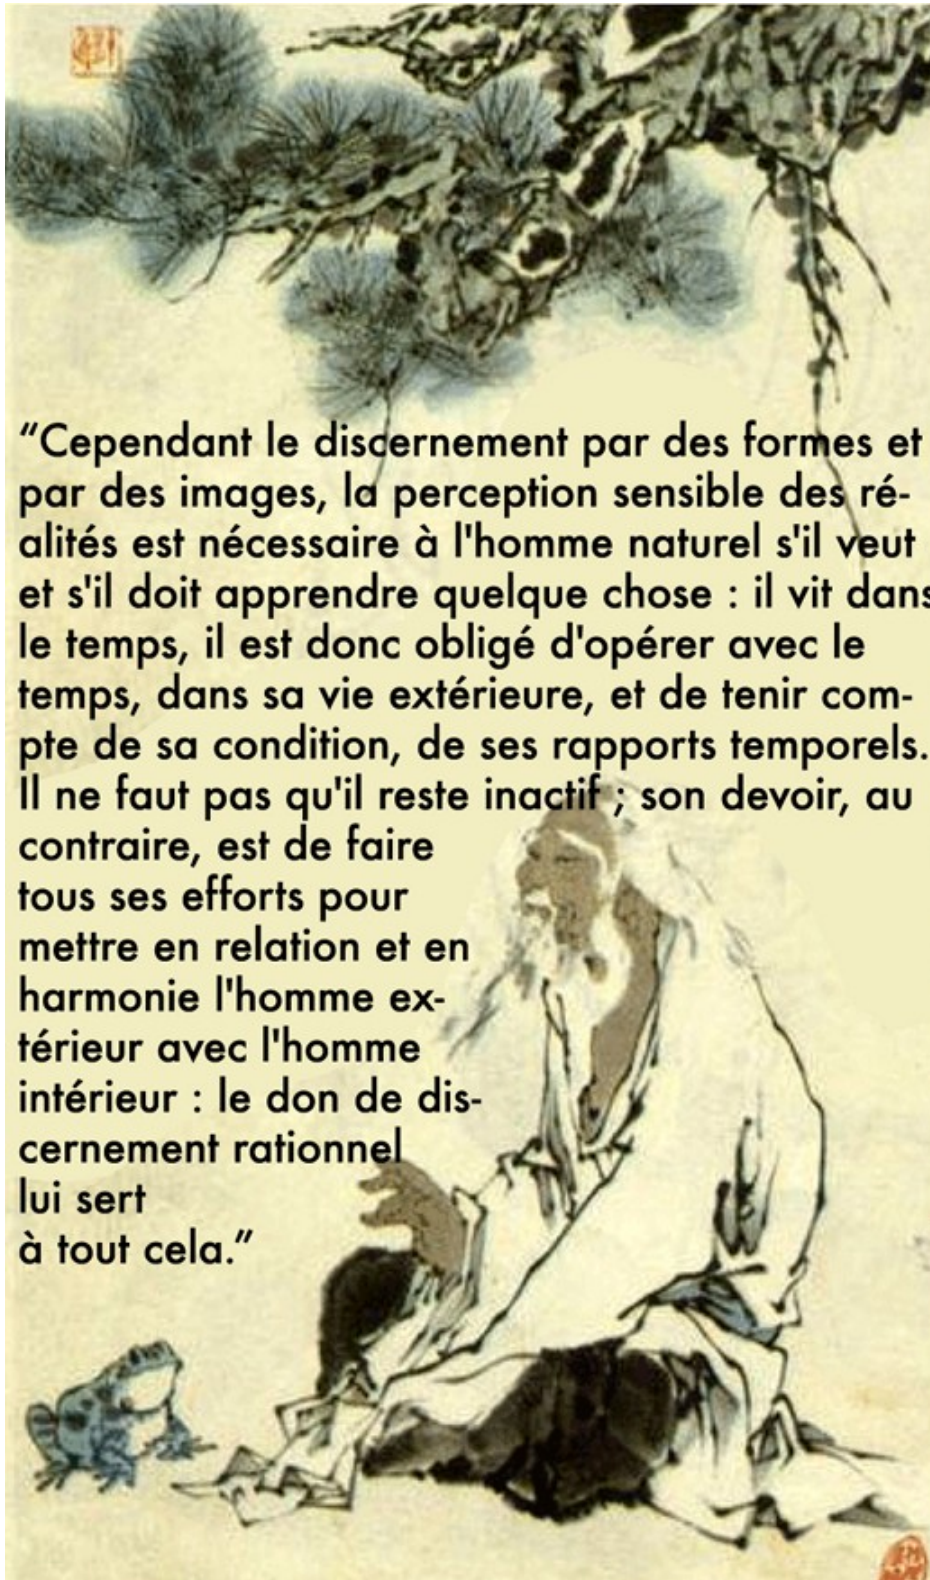 “Cependant le discernement par des formes et
par des images, la perception sensible des ré-
alités est nécessaire à l'homme naturel s'il veut
et s'il doit apprendre quelque chose : il vit dans
le temps, il est donc obligé d'opérer avec le
temps, dans sa vie extérieure, et de tenir com-
pte de sa condition, de ses rapports temporels.
Il ne faut pas qu'il reste inactif ; son devoir, au
contraire, est de faire
tous ses efforts pour
mettre en relation et en
harmonie l'homme ex-
térieur avec l'homme
intérieur : le don de dis-
cernement rationnel
lui sert
à tout cela.”